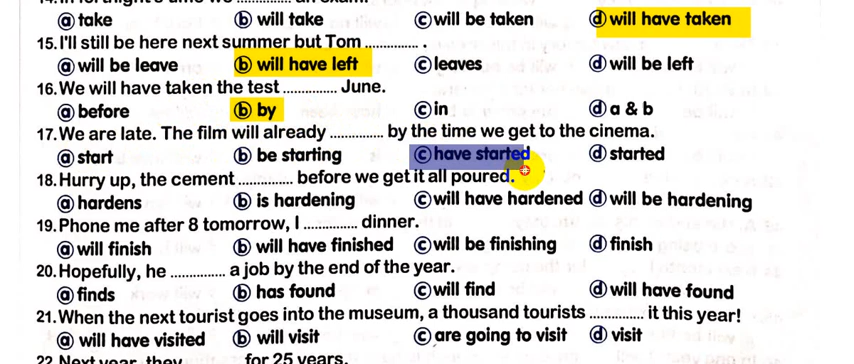 ⓐ take ⓑ will take ⓒ will be taken ⓓ will have taken
15. I'll still be here next summer but Tom .............. .
ⓐ will be leave ⓑ will have left ⓒ leaves ⓓ will be left
16. We will have taken the test .............. June.
ⓐ before ⓑ by ⓒ in ⓓ a & b
17. We are late. The film will already .............. by the time we get to the cinema.
ⓐ start ⓑ be starting ⓒ have started ⓓ started
18. Hurry up, the cement .............. before we get it all poured.
ⓐ hardens ⓑ is hardening ⓒ will have hardened ⓓ will be hardening
19. Phone me after 8 tomorrow, I .............. dinner.
ⓐ will finish ⓑ will have finished ⓒ will be finishing ⓓ finish
20. Hopefully, he .............. a job by the end of the year.
ⓐ finds ⓑ has found ⓒ will find ⓓ will have found
21. When the next tourist goes into the museum, a thousand tourists .............. it this year!
ⓐ will have visited ⓑ will visit ⓒ are going to visit ⓓ visit
22. Next year, they .............. for 25 years.